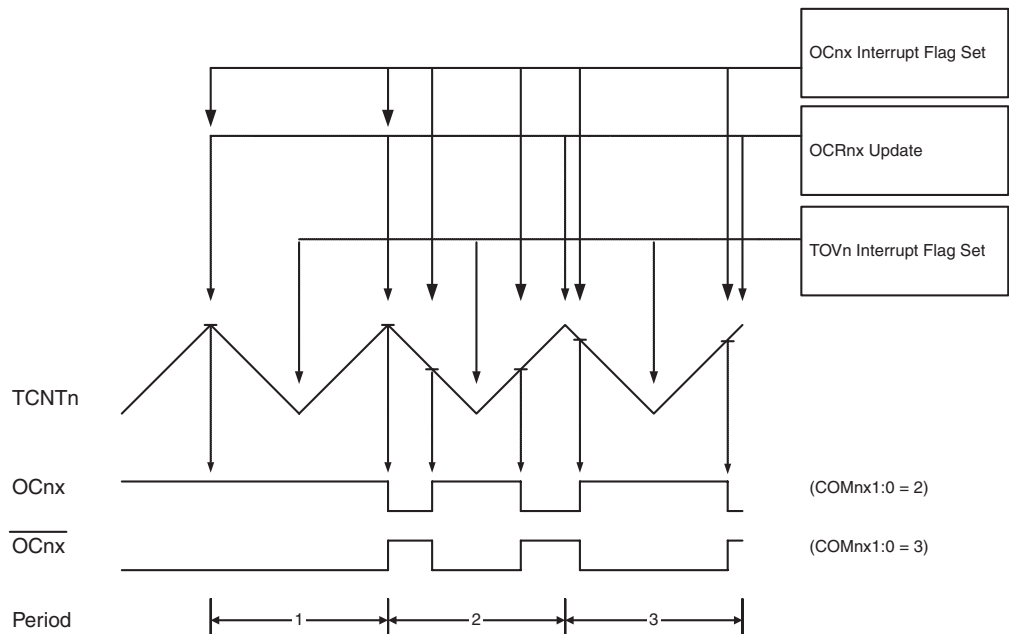 OCnx Interrupt Flag Set
OCRnx Update
TOVn Interrupt Flag Set
TCNTn
OCnx
(COMnx1:0 = 2)
OCnx
(COMnx1:0 = 3)
Period
1
2
3